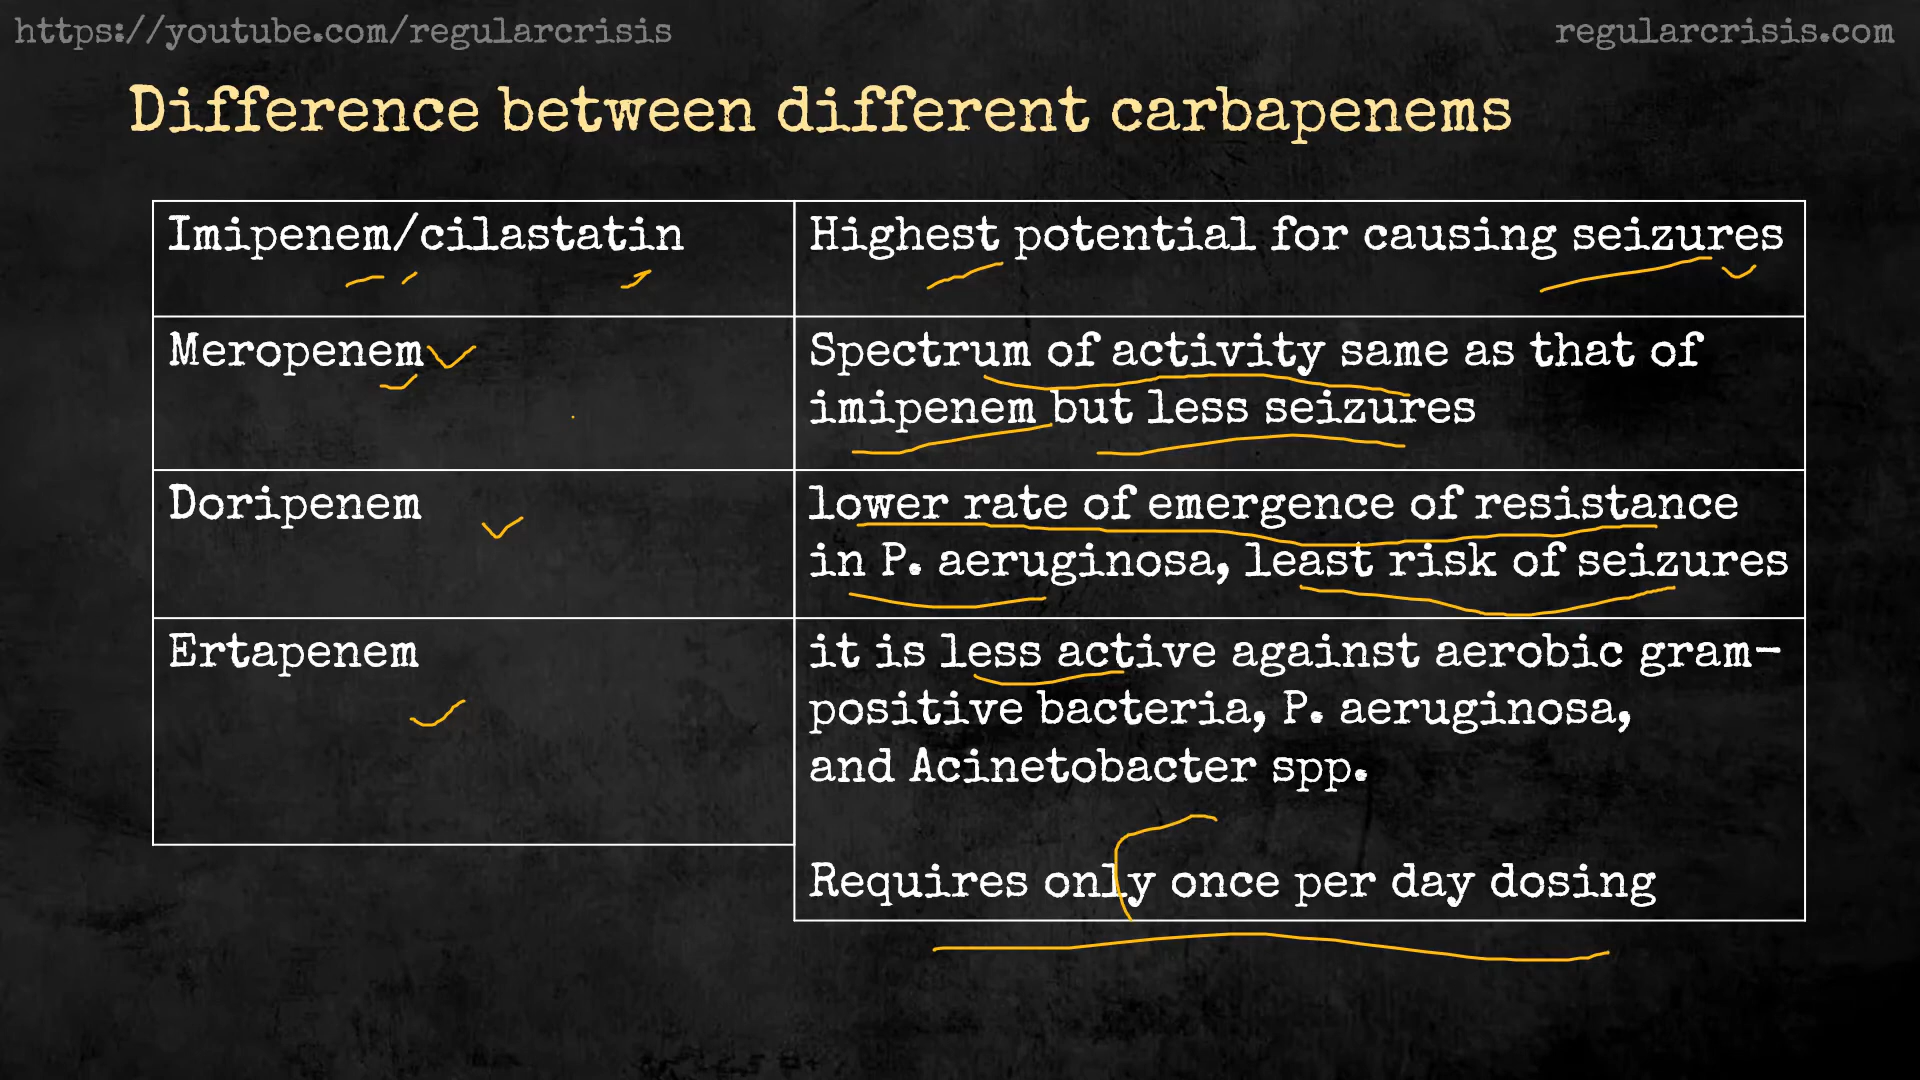 https://youtube.com/regularcrisis
regularcrisis.com
Difference between different carbapenems
Imipenem/cilastatin
Highest potential for causing seizures
Meropenem
Spectrum of activity same as that of
imipenem but less seizures
Doripenem
lower rate of emergence of resistance
in P. aeruginosa, least risk of seizures
Ertapenem
it is less active against aerobic gram-
positive bacteria, P. aeruginosa,
and Acinetobacter spp.
Requires only once per day dosing